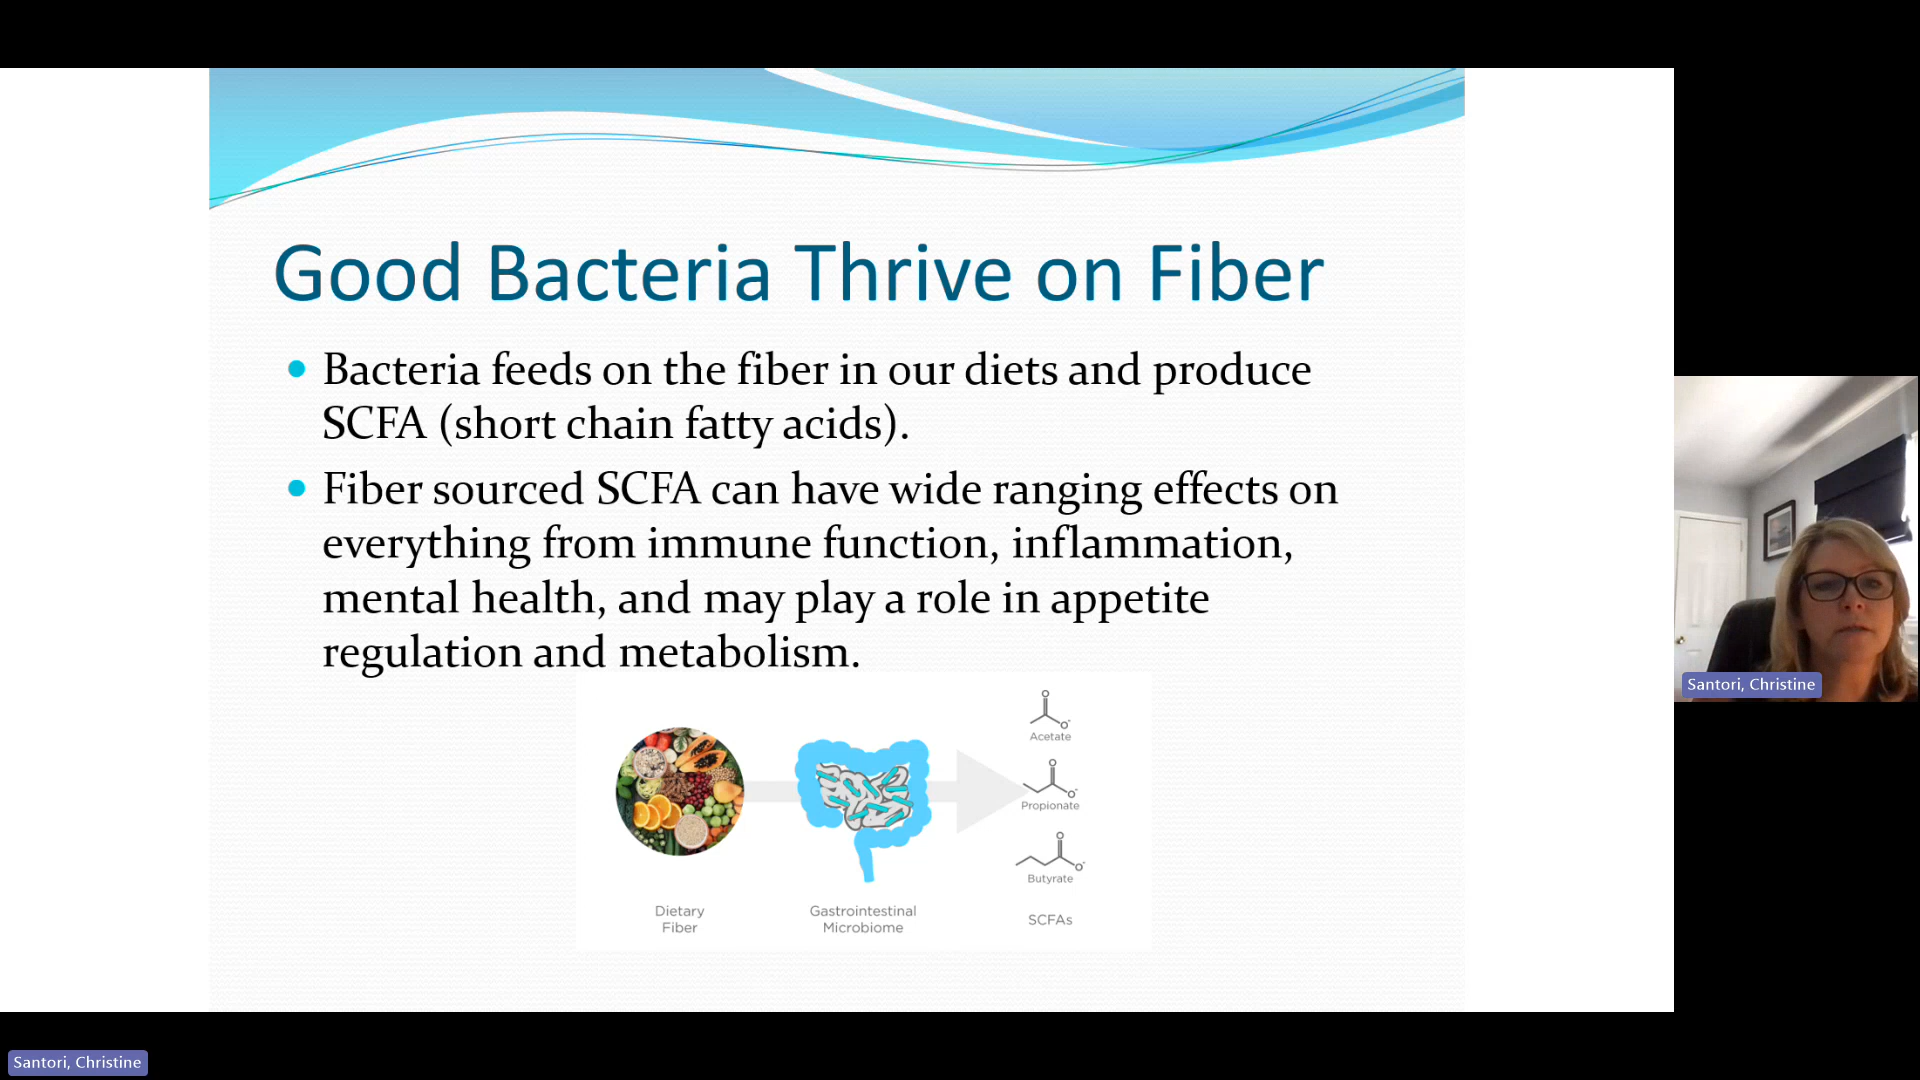 Good Bacteria Thrive on Fiber
Bacteria feeds on the fiber in our diets and produce
SCFA (short chain fatty acids).
Fiber sourced SCFA can have wide ranging effects on
everything from immune function, inflammation,
mental health, and may play a role in appetite
regulation and metabolism.
O
O-
Acetate
O
O-
Propionate
O
O-
Butyrate
Dietary
Fiber
Gastrointestinal
Microbiome
SCFAs
Santori, Christine
Santori, Christine